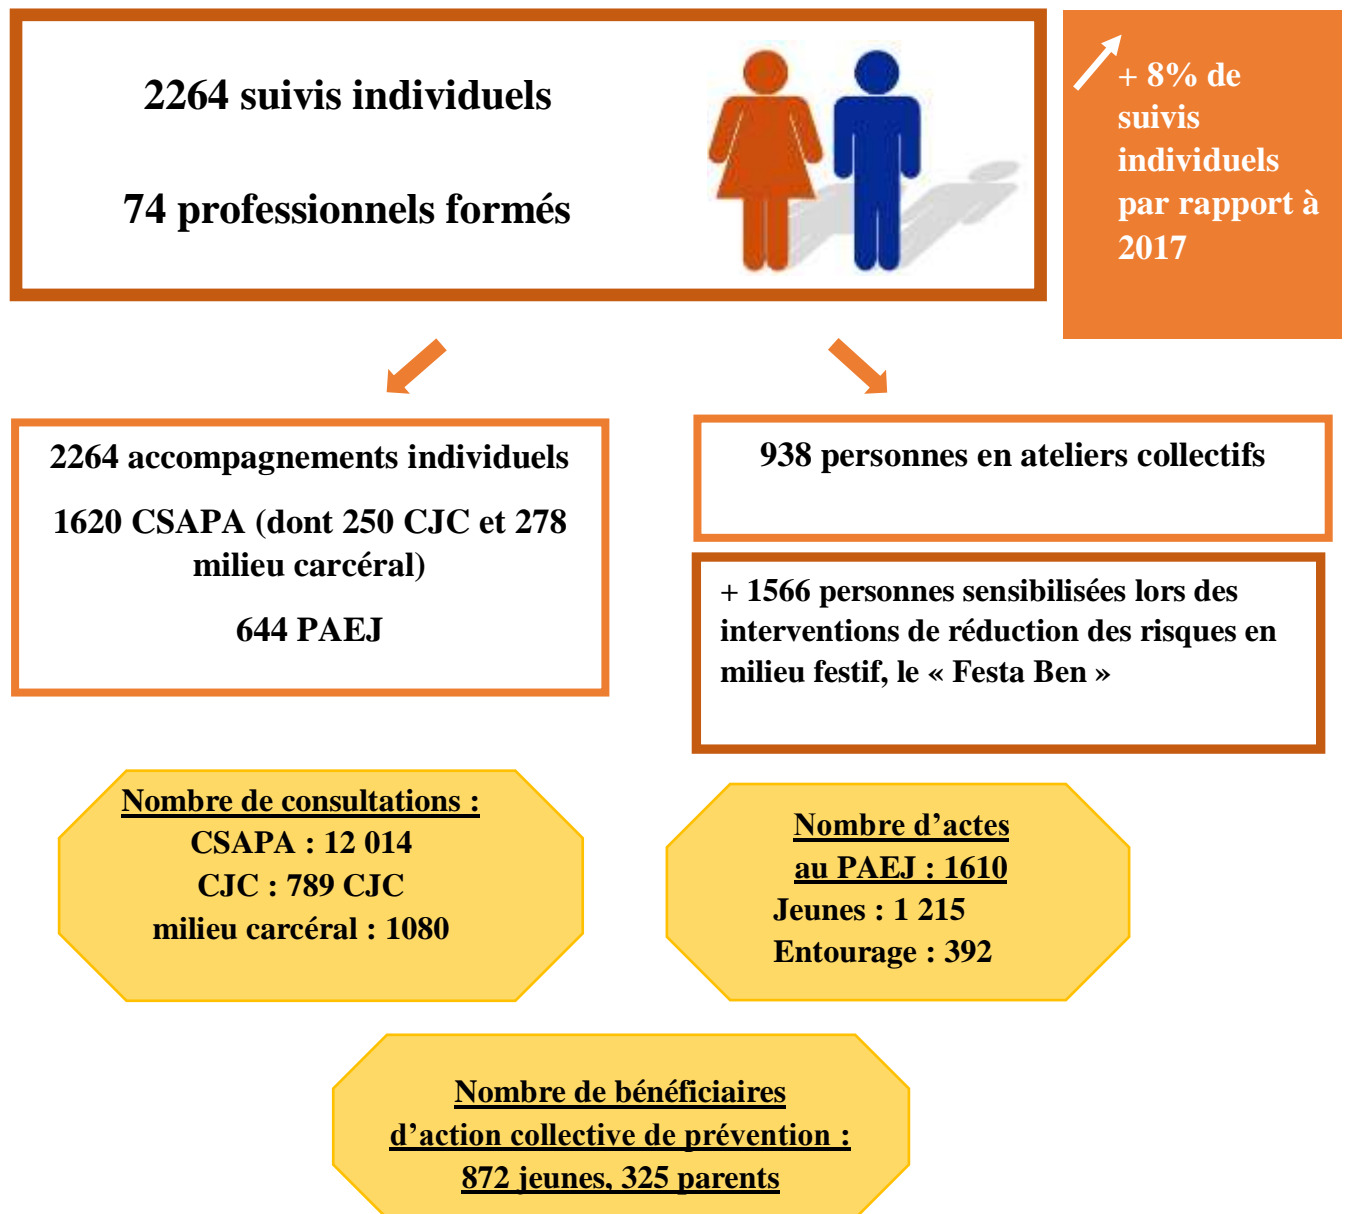 2264 suivis individuels
74 professionnels formés
+ 8% de
suivis
individuels
par rapport à
2017
2264 accompagnements individuels
1620 CSAPA (dont 250 CJC et 278
milieu carcéral)
644 PAEJ
938 personnes en ateliers collectifs
+ 1566 personnes sensibilisées lors des
interventions de réduction des risques en
milieu festif, le « Festa Ben »
Nombre de consultations :
CSAPA : 12 014
CJC : 789 CJC
milieu carcéral : 1080
Nombre d’actes
au PAEJ : 1610
Jeunes : 1 215
Entourage : 392
Nombre de bénéficiaires
d’action collective de prévention :
872 jeunes, 325 parents